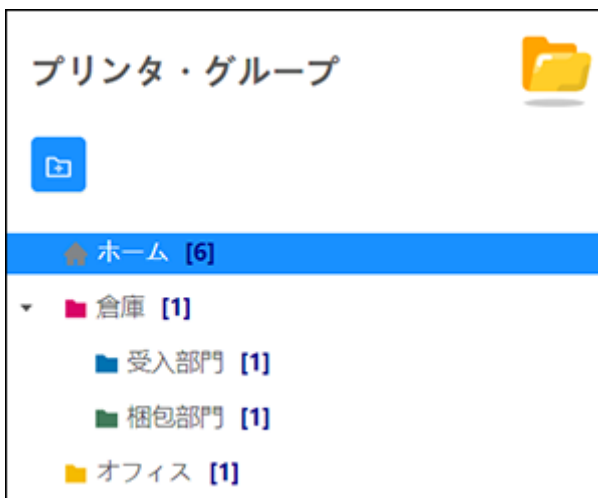 プリンタ・グループ
ホーム [6]
倉庫 [1]
受入部門 [1]
梱包部門 [1]
オフィス [1]